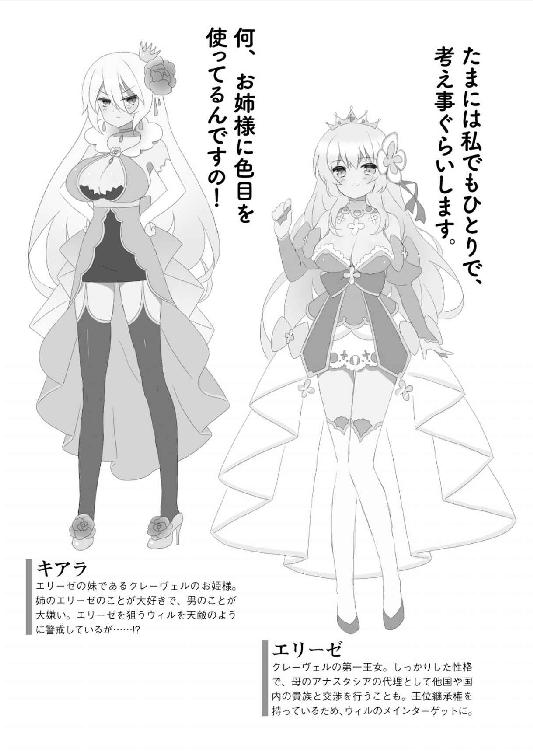 たまには私でもひとりで、
考え事ぐらいします。
何、お姉様に色目を
使ってるんですの！
キアラ
エリーゼの妹であるクレーヴェルのお姫様。
姉のエリーゼのことが大好きで、男のことが
大嫌い。エリーゼを狙うウィルを天敵のよう
に警戒しているが……!?
エリーゼ
クレーヴェルの第一王女。しっかりした性格
で、母のアナスタシアの代理として他国や国
内の貴族と交渉を行うことも。王位継承権を
持っているため、ウィルのメインターゲットに。